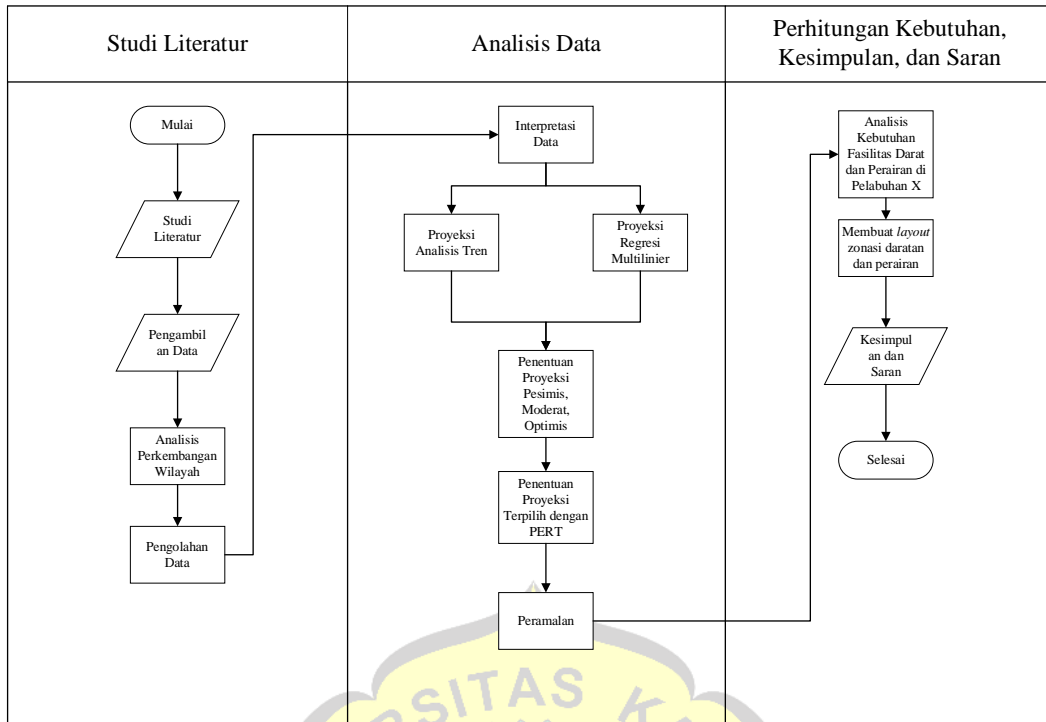 Studi Literatur
Analisis Data
Perhitungan Kebutuhan,
Kesimpulan, dan Saran
Mulai
Studi
Literatur
Pengambil
an Data
Analisis
Perkembangan
Wilayah
Pengolahan
Data
Interpretasi
Data
Proyeksi
Analisis Tren
Proyeksi
Regresi
Multilinier
Penentuan
Proyeksi
Pesimis,
Moderat,
Optimis
Penentuan
Proyeksi
Terpilih dengan
PERT
Peramalan
Analisis
Kebutuhan
Fasilitas Darat
dan Perairan di
Pelabuhan X
Membuat layout
zonasi daratan
dan perairan
Kesimpul
an dan
Saran
Selesai